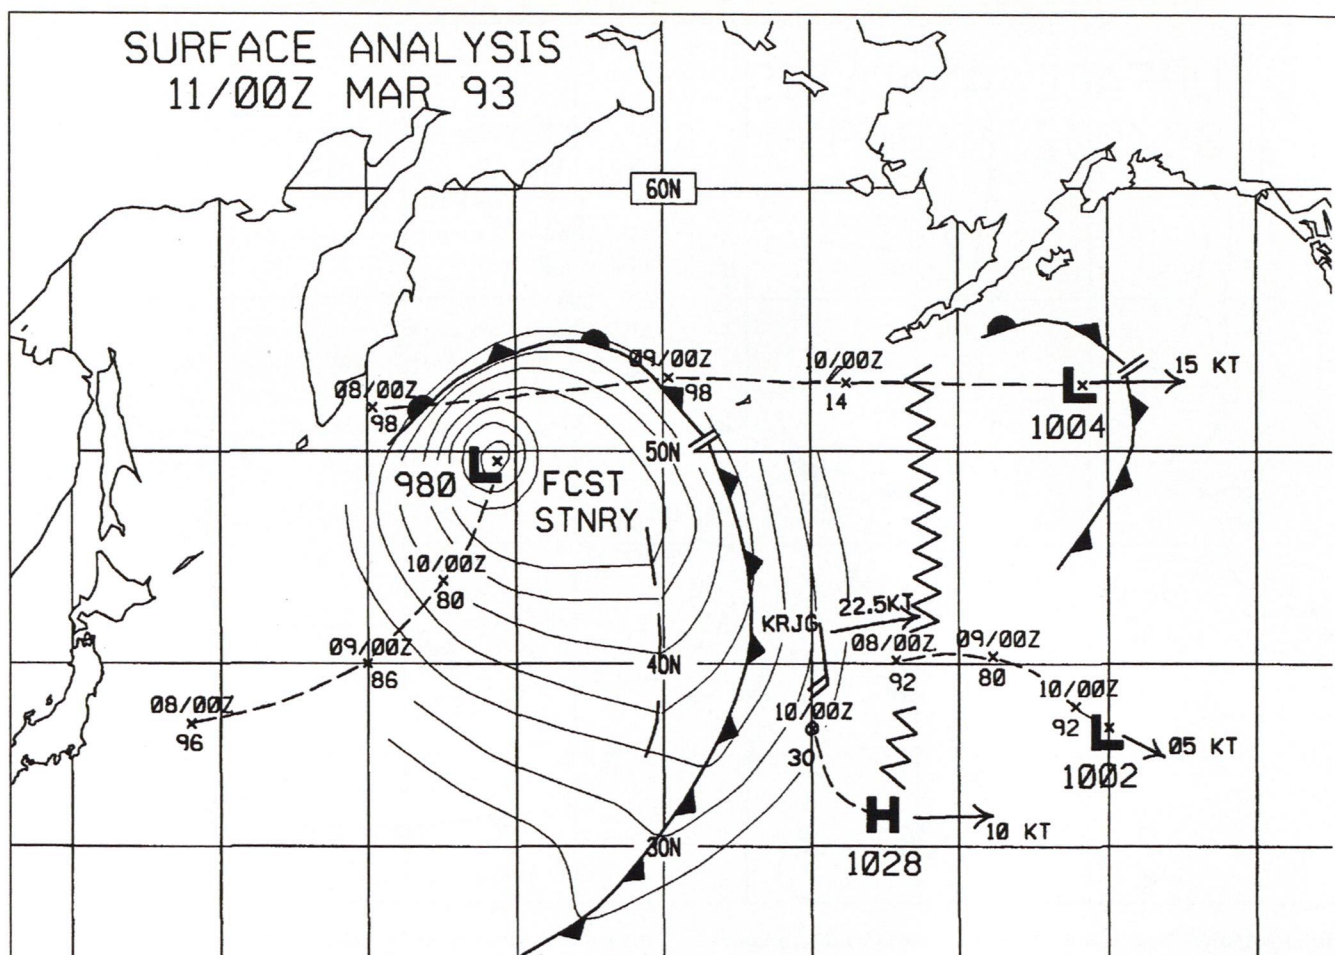 SURFACE ANALYSIS
11/00Z MAR 93
60N
08/00Z
98
09/00Z
98
10/00Z
14
15 KT
L
1004
50N
980
L
FCST
STNRY
10/00Z
80
22.5KT
KRJG
09/00Z
86
40N
08/00Z
92
09/00Z
80
08/00Z
96
10/00Z
30
10/00Z
92
L
05 KT
1002
H
10 KT
1028
30N